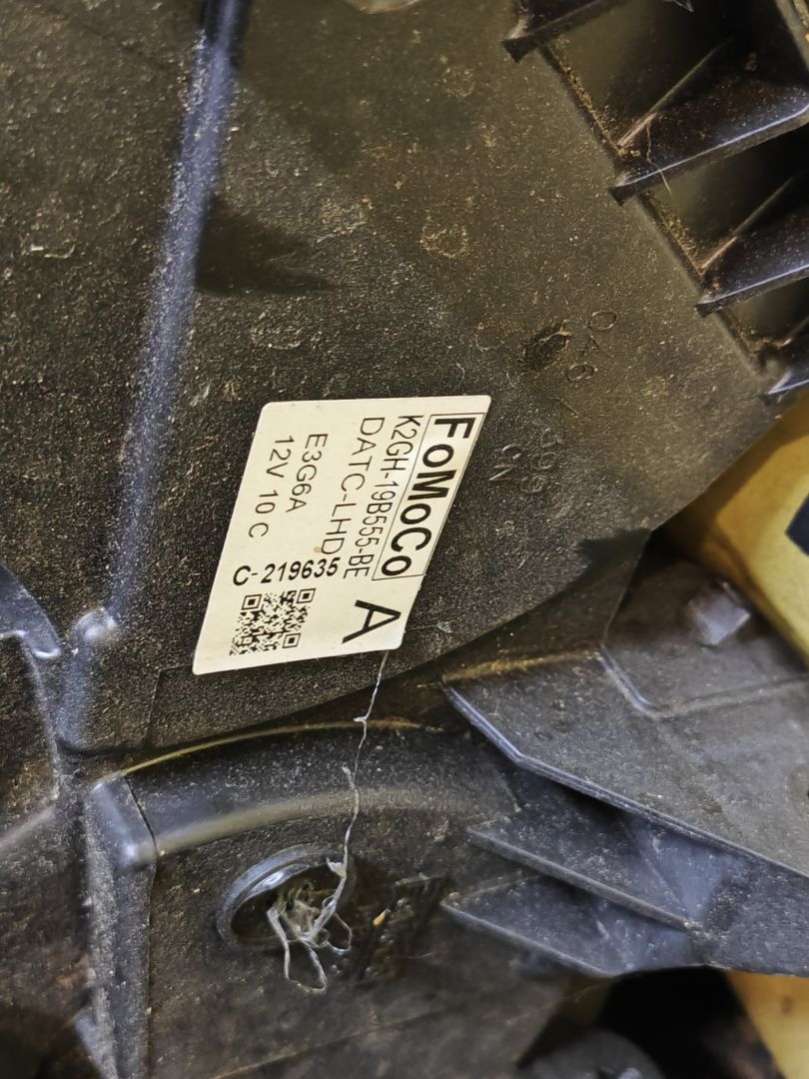 FoMoCo
K2GH-19B555-BE
DATC-LHD
A
E3G6A
12V 10 C
C-219635